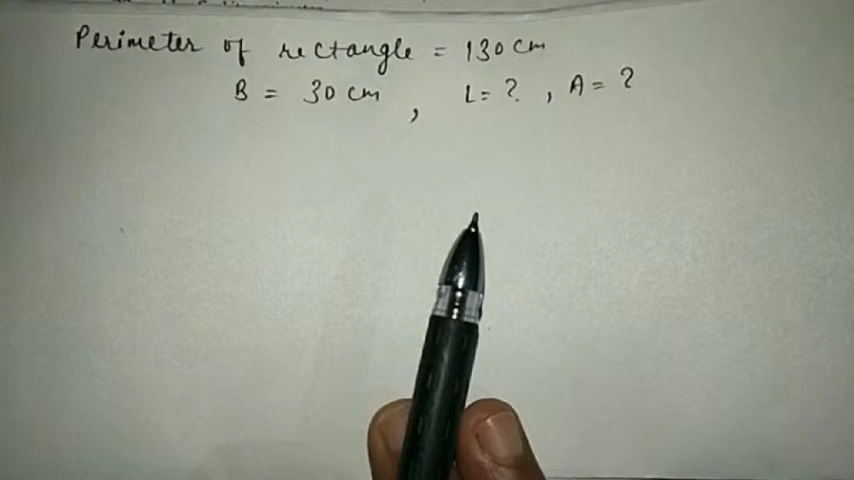 Perimeter of rectangle = 130 cm
B = 30 cm , L = ? , A = ?